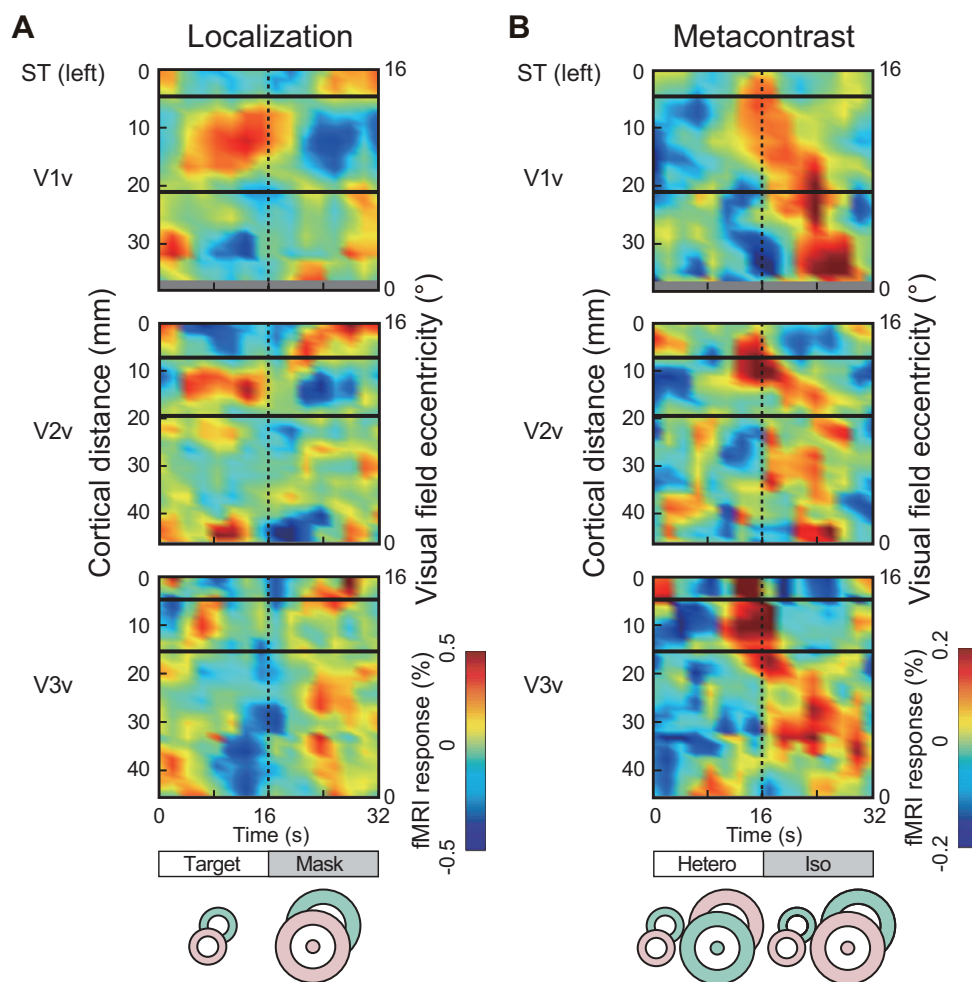 A
Localization
ST (left)
0
10
20
30
16
0
V1v
0
10
20
30
40
16
0
V2v
0
10
20
30
40
16
0
V3v
Cortical distance (mm)
Visual field eccentricity (°)
0
16
32
Time (s)
Target
Mask
fMRI response (%)
0.5
0
-0.5
B
Metacontrast
ST (left)
0
10
20
30
16
0
V1v
0
10
20
30
40
16
0
V2v
0
10
20
30
40
16
0
V3v
Cortical distance (mm)
Visual field eccentricity (°)
0
16
32
Time (s)
Hetero
Iso
fMRI response (%)
0.2
0
-0.2